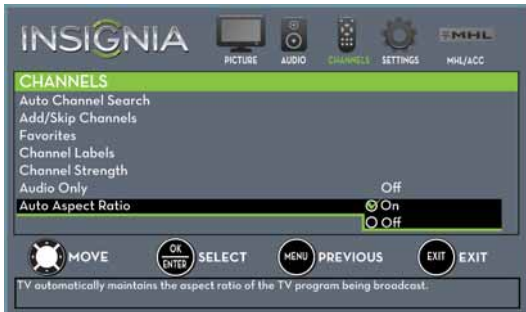 INSIGNIA
PICTURE AUDIO CHANNELS SETTINGS MHL MHL/ACC
CHANNELS
Auto Channel Search
Add/Skip Channels
Favorites
Channel Labels
Channel Strength
Audio Only Off
Auto Aspect Ratio On
Off
MOVE OK ENTER SELECT MENU PREVIOUS EXIT EXIT
TV automatically maintains the aspect ratio of the TV program being broadcast.